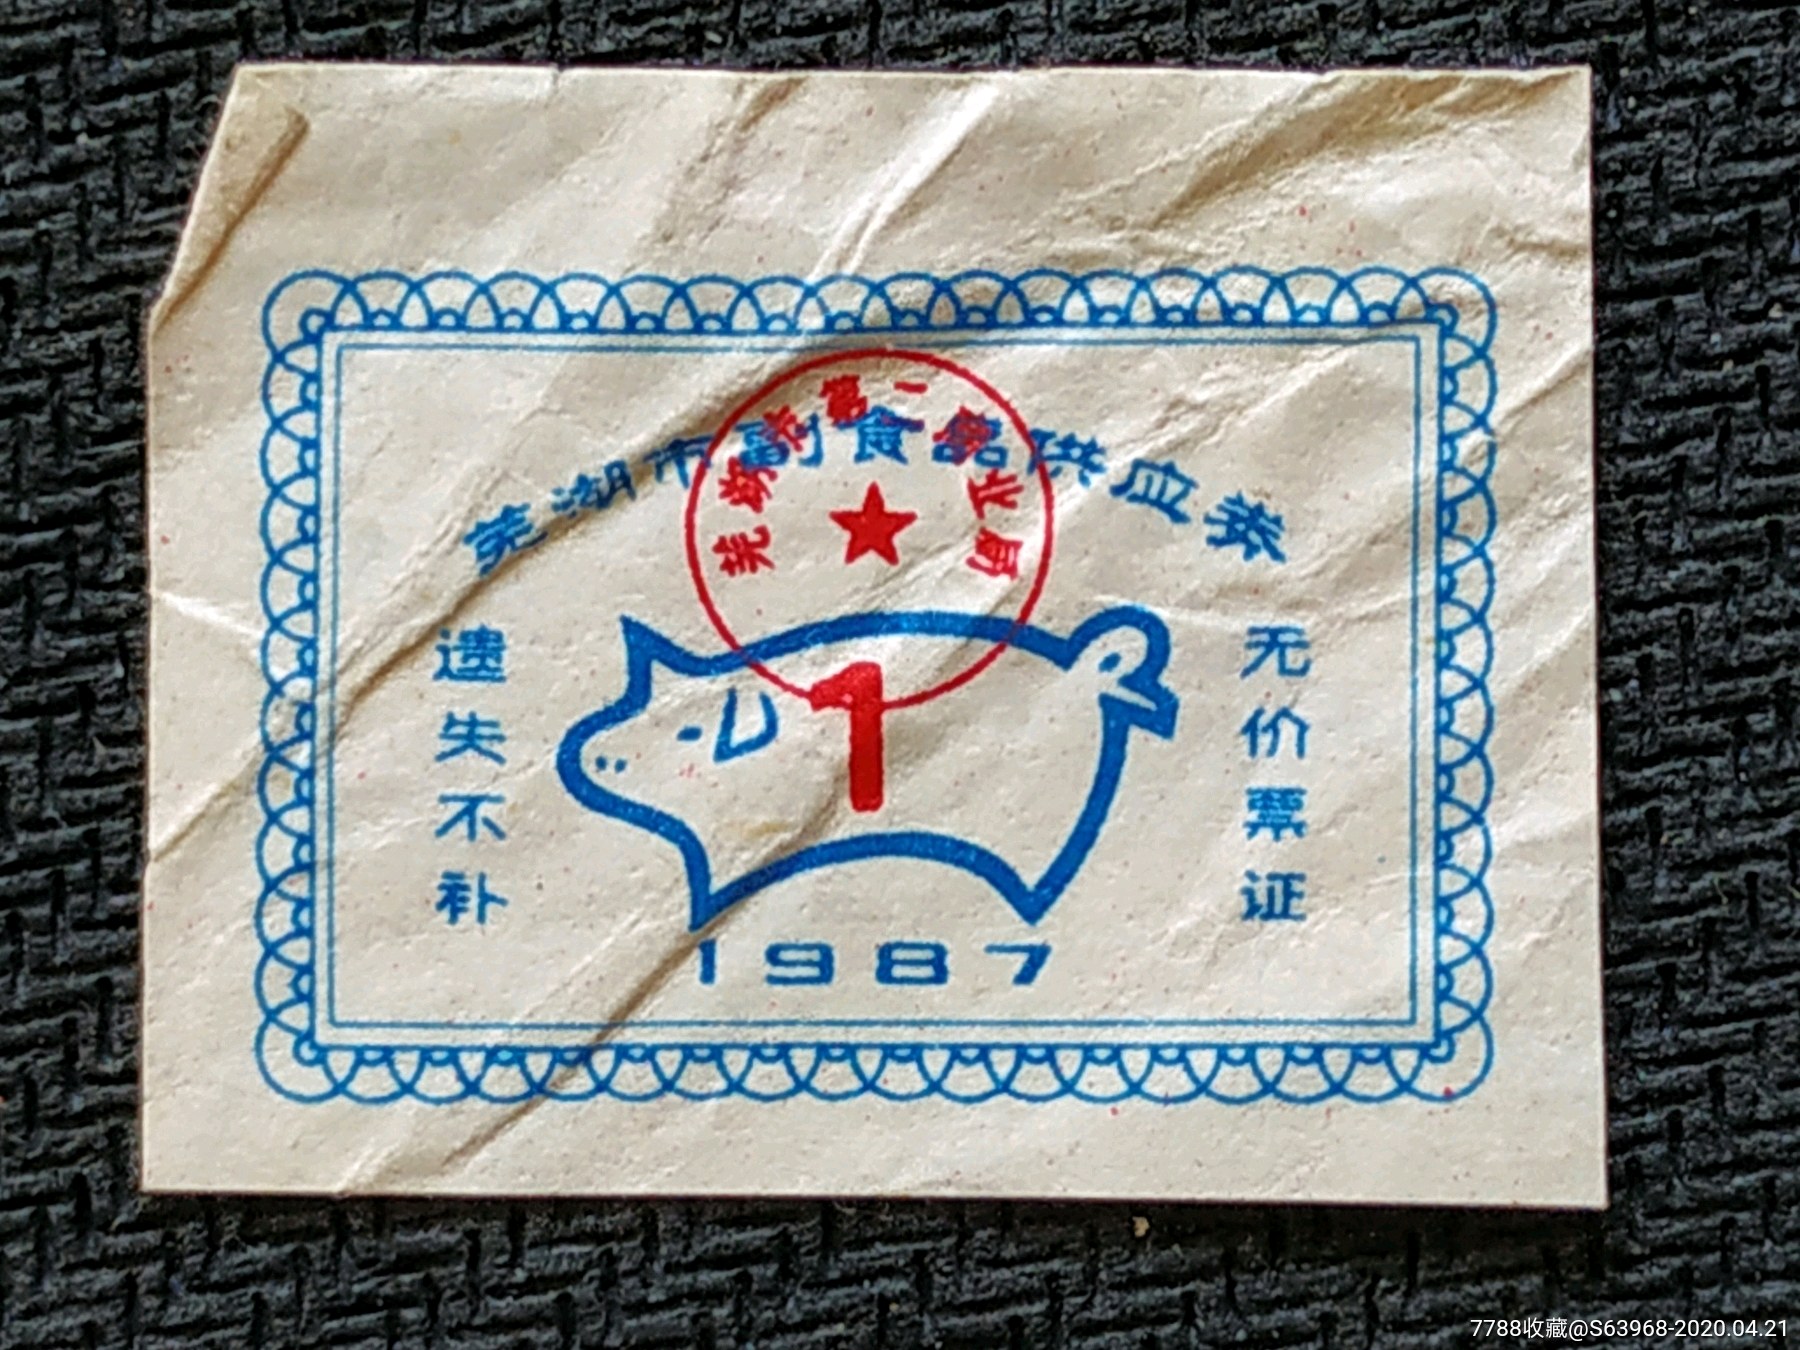 芜湖市副食品供应券
芜湖市第二商业局
遗失不补
1
无价票证
1987
7788收藏@S63968-2020.04.21